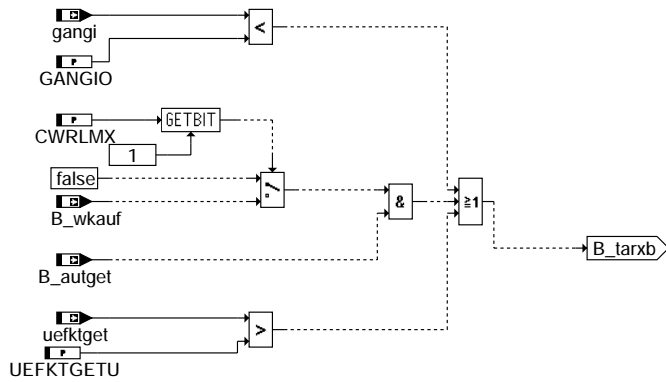 gangi
<
GANGIO
P
CWRLMX
P
GETBIT
1
false
B_wkauf
&
≧1
B_autget
B_tarxb
uefktget
>
UEFKTGETU
P